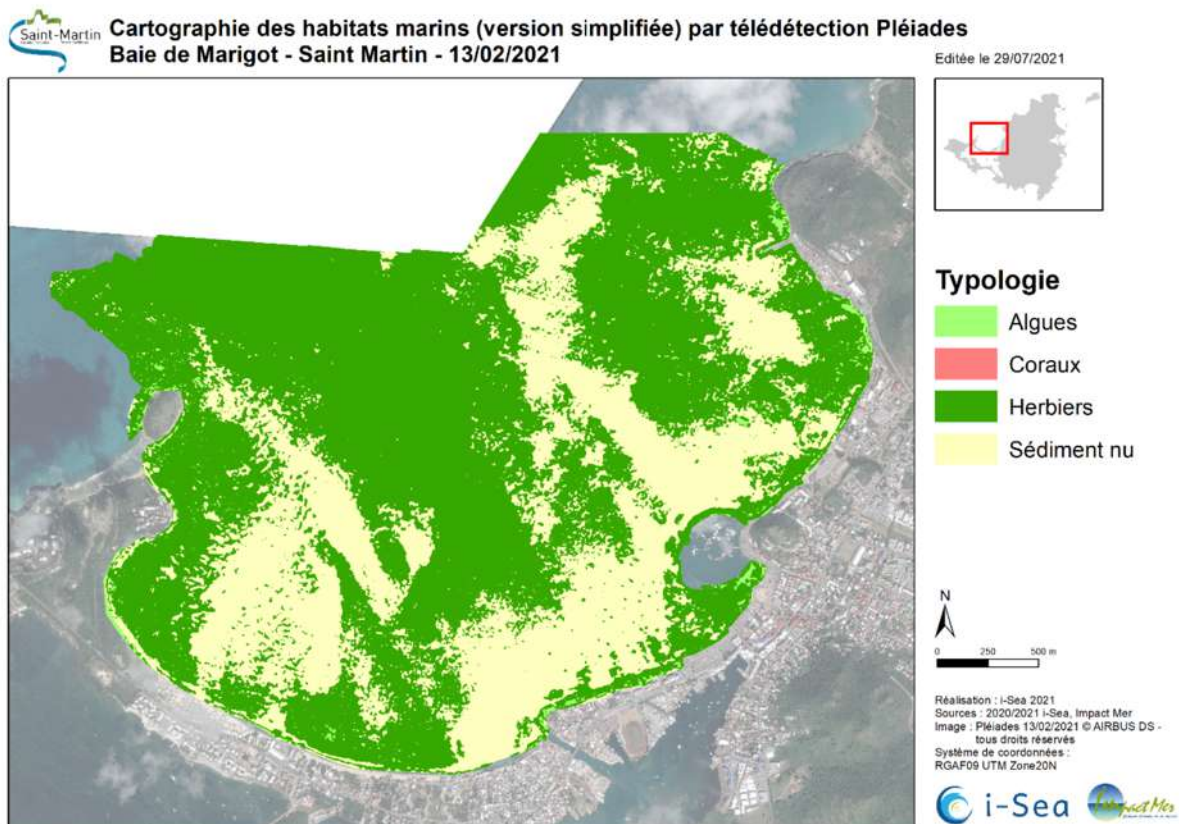 Saint-Martin
Cartographie des habitats marins (version simplifiée) par télédétection Pléiades
Baie de Marigot - Saint Martin - 13/02/2021
Editée le 29/07/2021
Typologie
Algues
Coraux
Herbiers
Sédiment nu
N
0 250 500 m
Réalisation : i-Sea 2021
Sources : 2020/2021 i-Sea, Impact Mer
Image : Pléiades 13/02/2021 © AIRBUS DS -
tous droits réservés
Système de coordonnées :
RGAF09 UTM Zone20N
i-Sea
Impact Mer